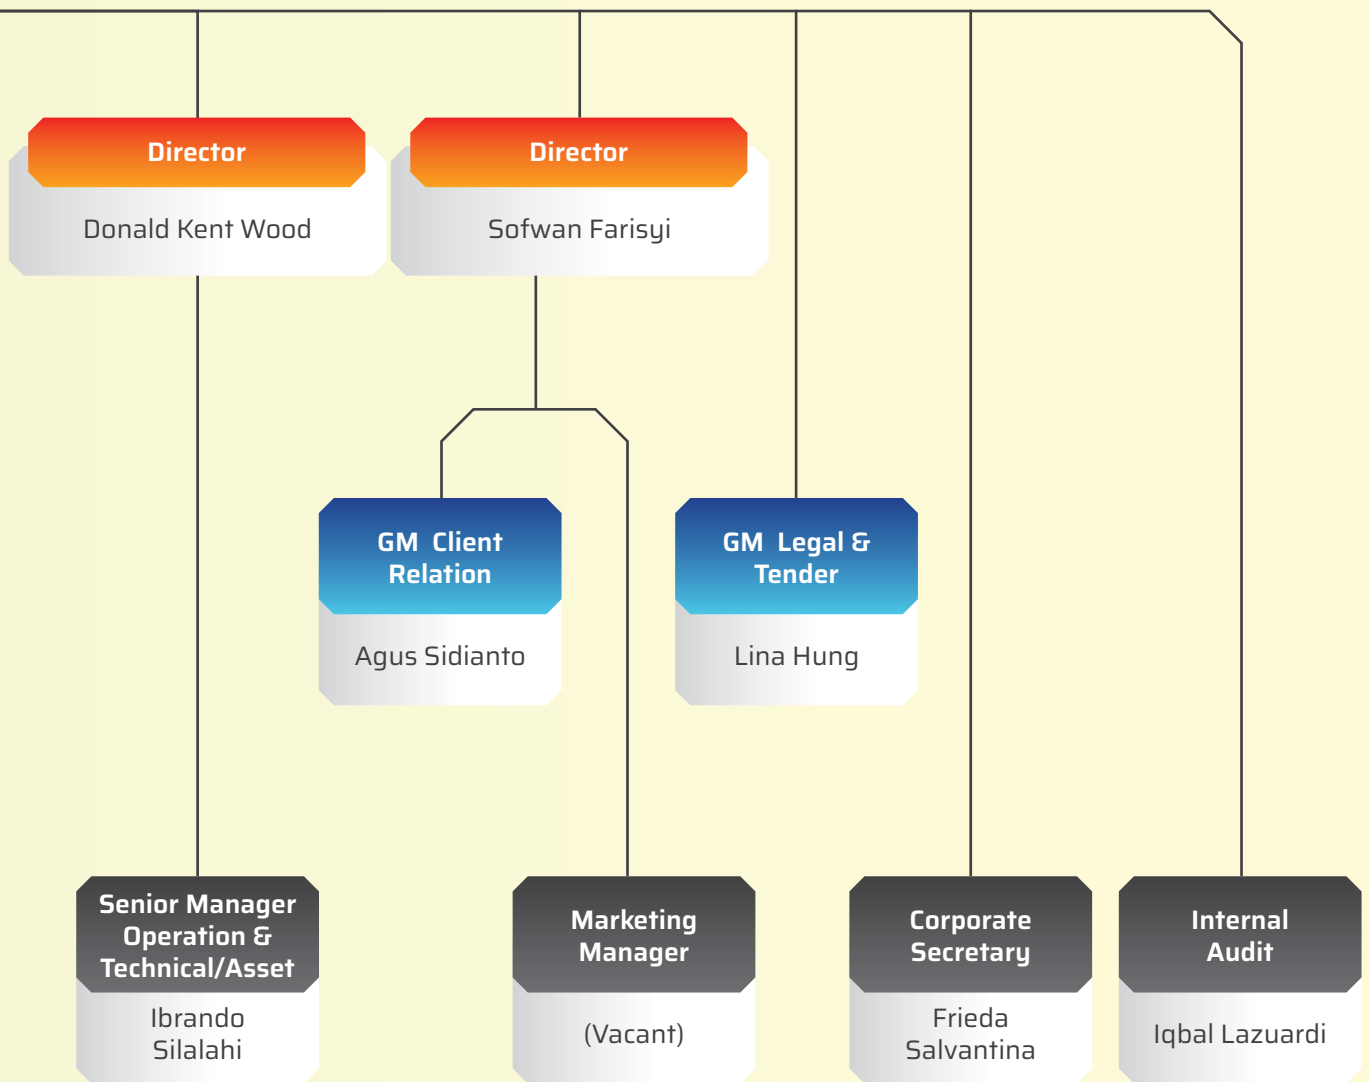 Director
Donald Kent Wood
Director
Sofwan Farisyi
GM Client
Relation
Agus Sidianto
GM Legal &
Tender
Lina Hung
Senior Manager
Operation &
Technical/Asset
Ibrando
Silalahi
Marketing
Manager
(Vacant)
Corporate
Secretary
Frieda
Salvantina
Internal
Audit
Iqbal Lazuardi